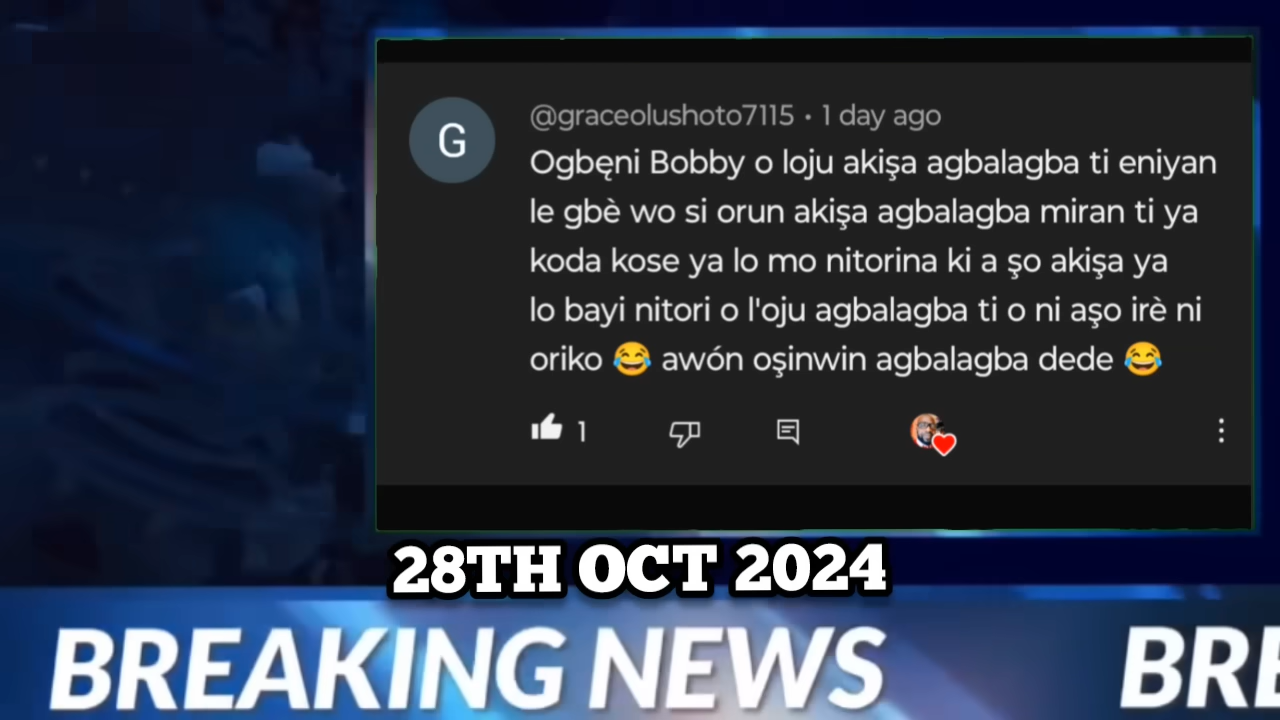 G
@graceolushoto7115 • 1 day ago
Ogbẹni Bobby o loju akişa agbalagba ti eniyan
le gbè wo si orun akişa agbalagba miran ti ya
koda kose ya lo mo nitorina ki a şo akişa ya
lo bayi nitori o l'oju agbalagba ti o ni aşo irè ni
oriko 😂 awón oşinwin agbalagba dede 😂
1
28TH OCT 2024
BREAKING NEWS
BRE